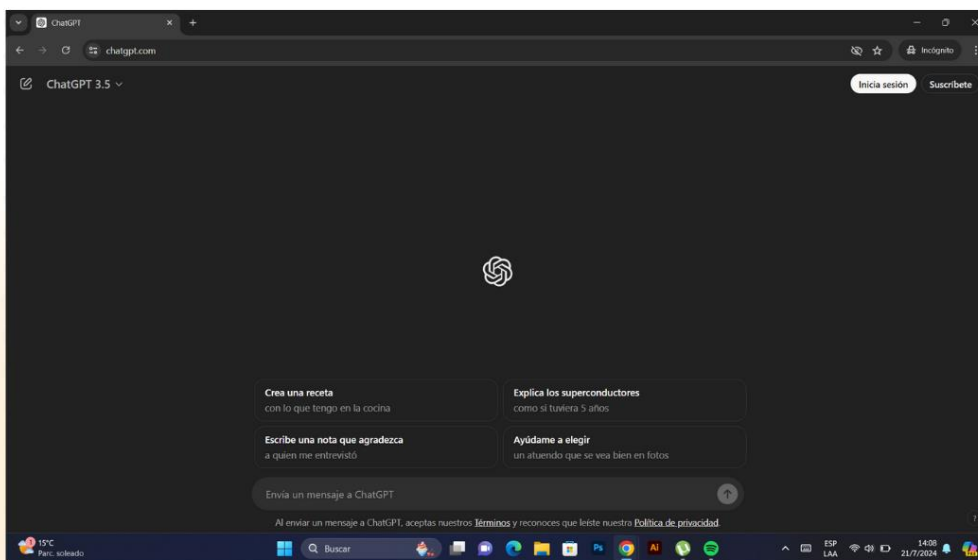 ChatGPT
chatgpt.com
Incógnito
ChatGPT 3.5
Inicia sesión
Suscríbete
Crea una receta
con lo que tengo en la cocina
Explica los superconductores
como si tuviera 5 años
Escribe una nota que agradezca
a quien me entrevistó
Ayúdame a elegir
un atuendo que se vea bien en fotos
Envía un mensaje a ChatGPT
Al enviar un mensaje a ChatGPT, aceptas nuestros Términos y reconoces que leíste nuestra Política de privacidad.
?
1
15°C
Parc. soleado
Buscar
Ps
Ai
ESP
LAA
14:08
21/7/2024